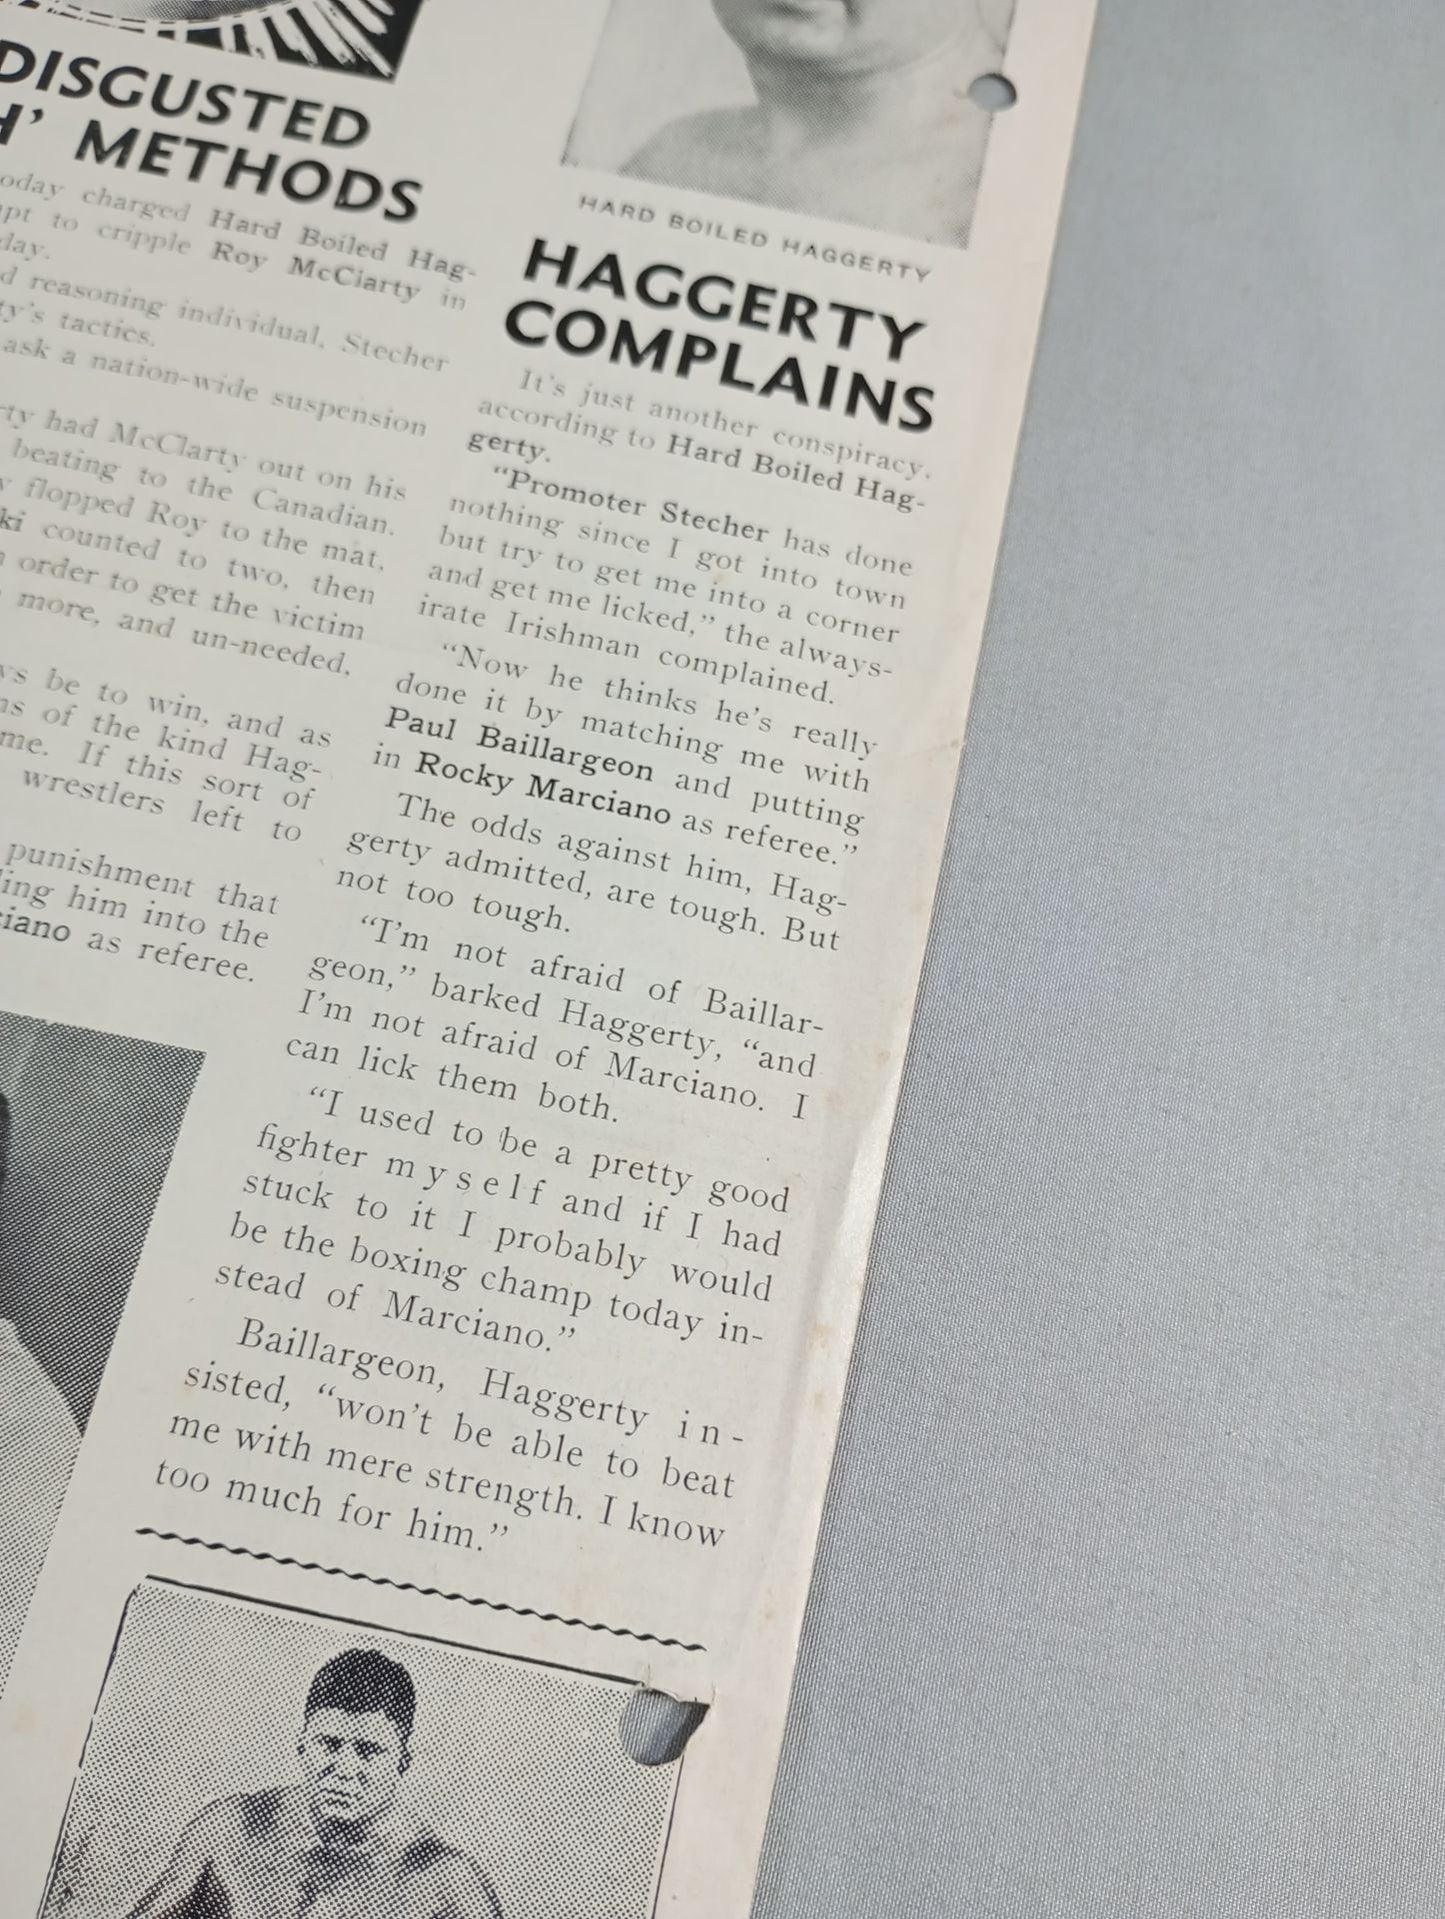 DISGUSTED
H' METHODS
oday charged Hard Boiled Hag-
pt to cripple Roy McClarty in
day.
d reasoning individual, Stecher
ty's tactics.
ask a nation-wide suspension
rty had McClarty out on his
beating to the Canadian.
y flopped Roy to the mat,
ki counted to two, then
n order to get the victim
more, and un-needed,
ys be to win, and as
ns of the kind Hag-
me. If this sort of
wrestlers left to
punishment that
ling him into the
ciano as referee.
HARD BOILED HAGGERTY
HAGGERTY
COMPLAINS
It's just another conspiracy,
according to Hard Boiled Hag-
gerty.
"Promoter Stecher has done
nothing since I got into town
but try to get me into a corner
and get me licked," the always-
irate Irishman complained.
"Now he thinks he's really
done it by matching me with
Paul Baillargeon and putting
in Rocky Marciano as referee."
The odds against him, Hag-
gerty admitted, are tough. But
not too tough.
"I'm not afraid of Baillar-
geon," barked Haggerty, "and
I'm not afraid of Marciano. I
can lick them both.
"I used to be a pretty good
fighter myself and if I had
stuck to it I probably would
be the boxing champ today in-
stead of Marciano."
Baillargeon, Haggerty in-
sisted, "won't be able to beat
me with mere strength. I know
too much for him."